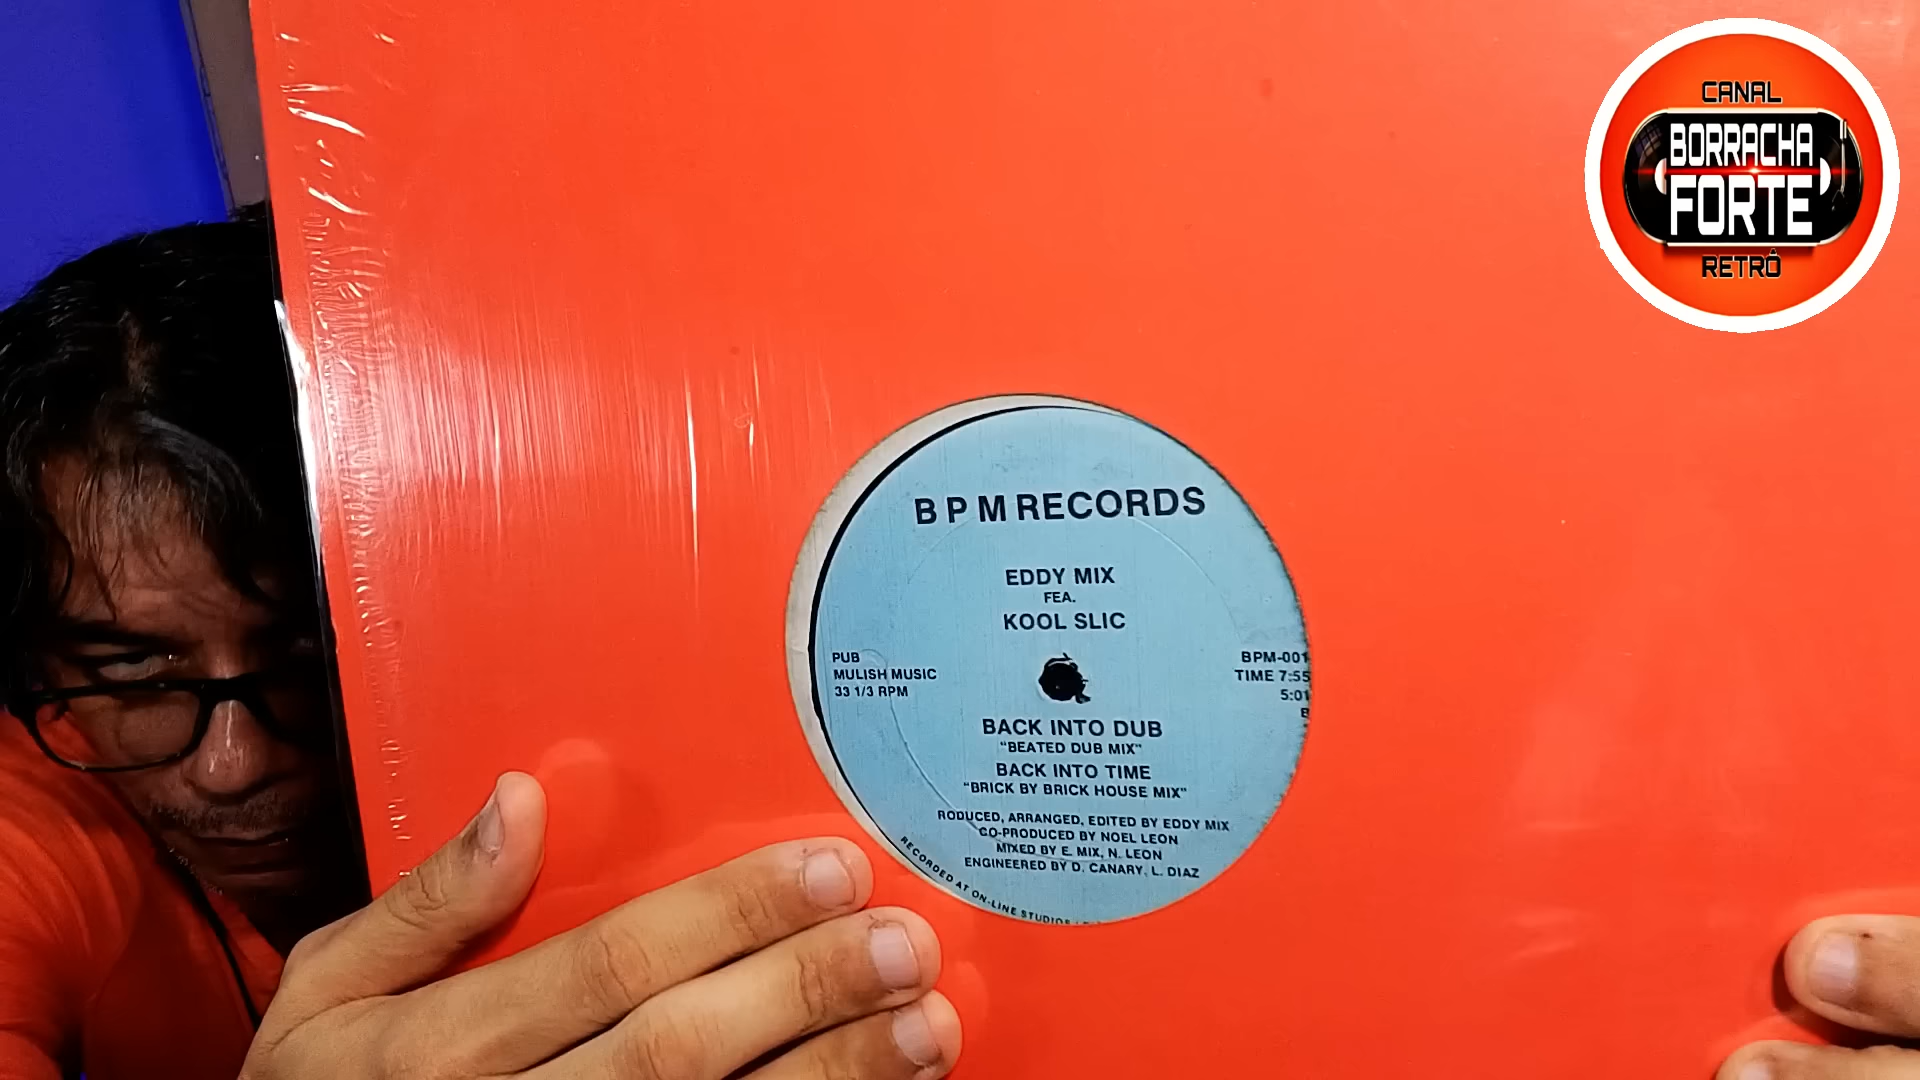 CANAL
BORRACHA
FORTE
RETRÔ
B P M RECORDS
EDDY MIX
FEA.
KOOL SLIC
PUB
MULISH MUSIC
33 1/3 RPM
BPM-001
TIME 7:55
5:01
B
BACK INTO DUB
"BEATED DUB MIX"
BACK INTO TIME
"BRICK BY BRICK HOUSE MIX"
RODUCED, ARRANGED, EDITED BY EDDY MIX
CO-PRODUCED BY NOEL LEON
MIXED BY E. MIX, N. LEON
ENGINEERED BY D. CANARY, L. DIAZ
RECORDED AT ON-LINE STUDIOS